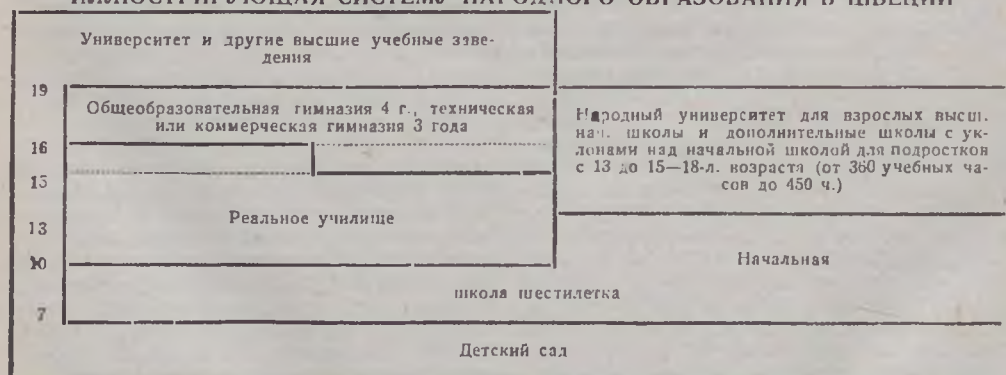 ИЛЛЮСТРИРУЮЩАЯ СИСТЕМУ НАРОДНОГО ОБРАЗОВАНИЯ В ШВЕЦИИ
Университет и другие высшие учебные заве-
дения
19
Общеобразовательная гимназия 4 г., техническая
или коммерческая гимназия 3 года
16
15
Реальное училище
13
10
Народный университет для взрослых высш.
нач. школы и дополнительные школы с ук-
лонами над начальной школой для подростков
с 13 до 15—18-л. возраста (от 360 учебных ча-
сов до 450 ч.)
Начальная
школа шестилетка
7
Детский сад